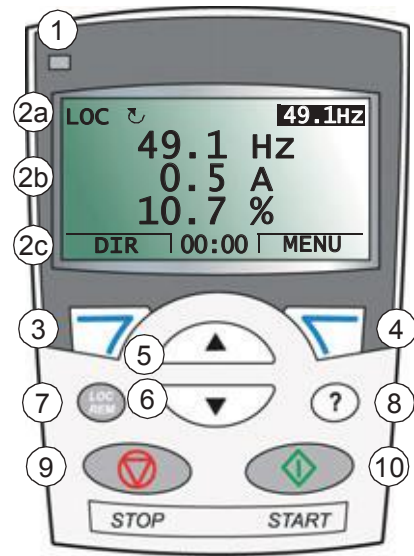 1
2a
LOC ↻ 49.1Hz
49.1 Hz
2b
0.5 A
10.7 %
2c
DIR 00:00 MENU
3
4
5
6
7
LOC
REM
?
8
9
10
STOP START